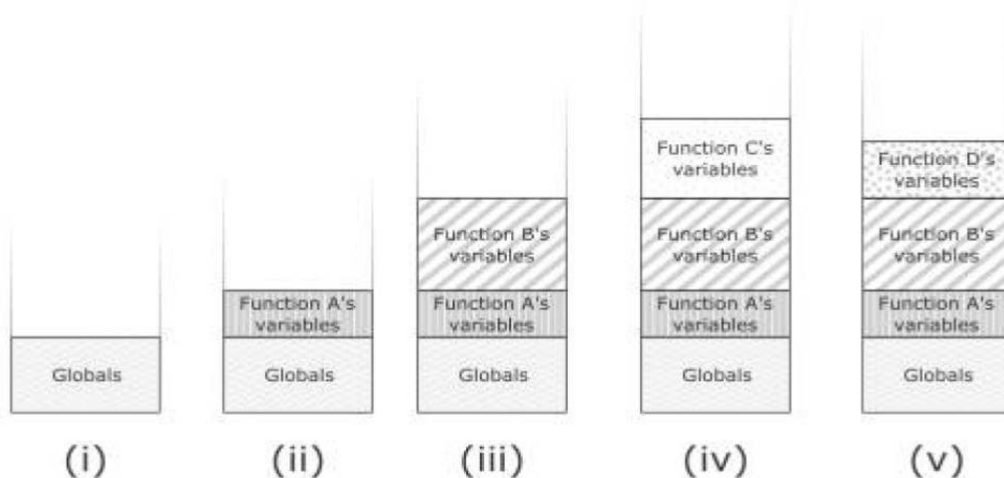 Function C's
variables
Function D's
variables
Function B's
variables
Function B's
variables
Function B's
variables
Function A's
variables
Function A's
variables
Function A's
variables
Function A's
variables
Globals
Globals
Globals
Globals
Globals
(i)
(ii)
(iii)
(iv)
(v)